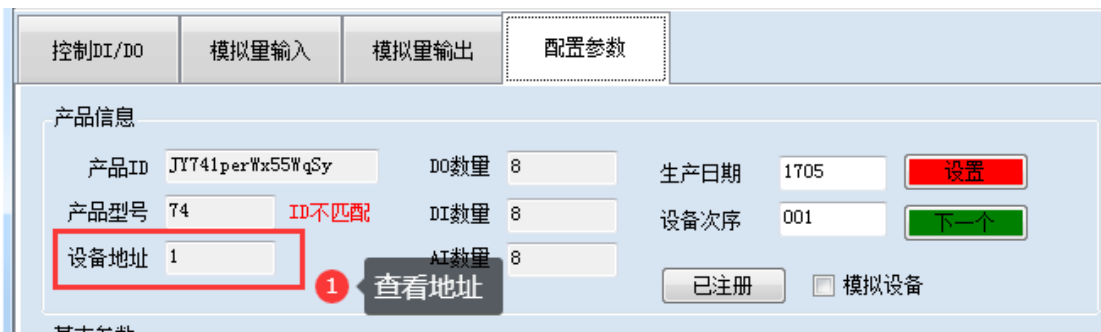 控制DI/DO 模拟量输入 模拟量输出 配置参数
产品信息
产品ID JY741perWx55WqSy DO数量 8 生产日期 1705 设置
产品型号 74 ID不匹配 DI数量 8 设备次序 001 下一个
设备地址 1 AI数量 8
1 查看地址 已注册 模拟设备
基本参数